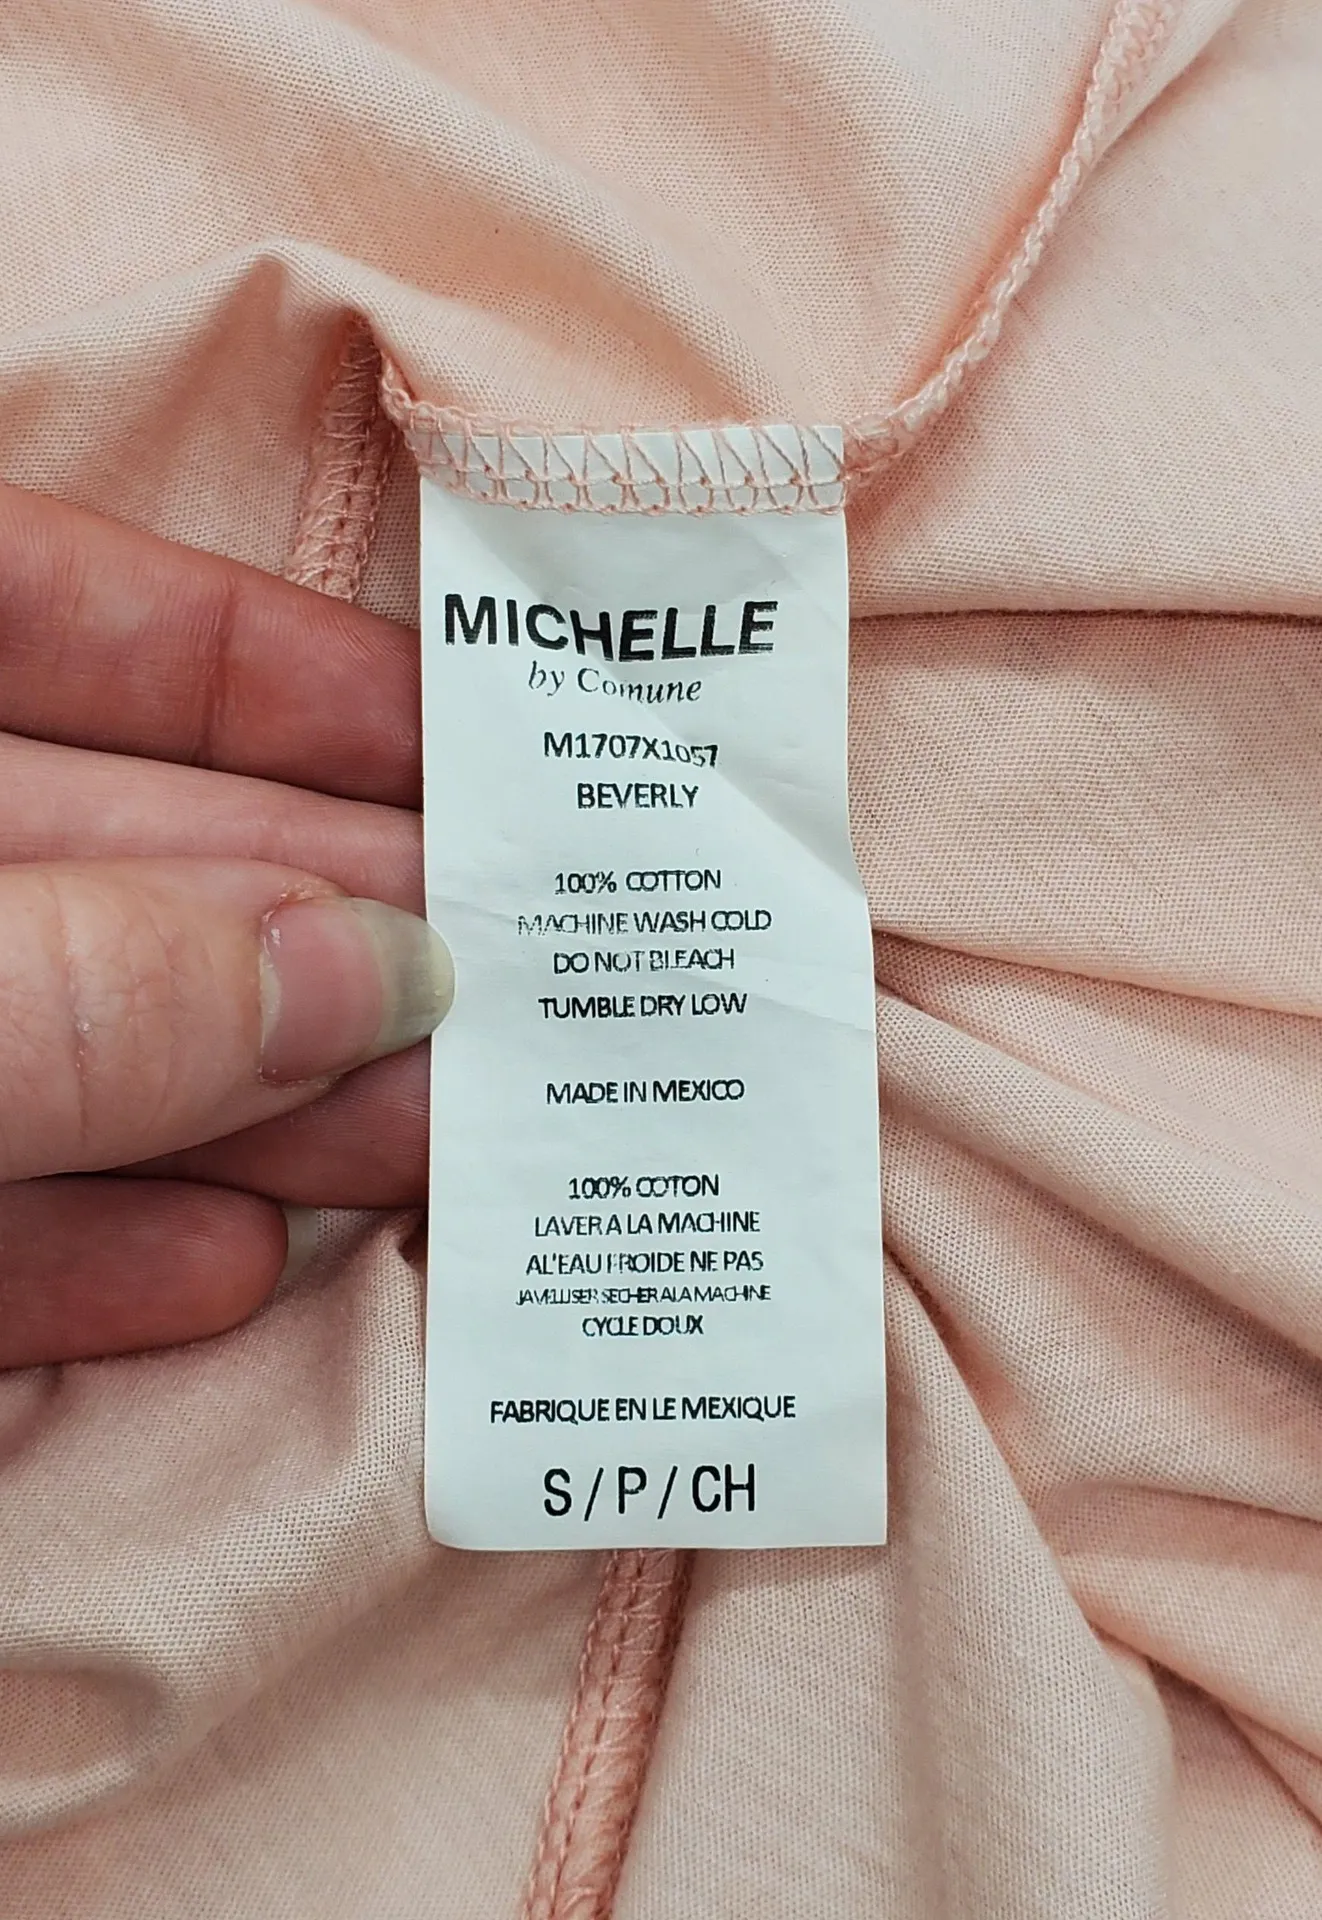 MICHELLE
by Comune
M1707X1057
BEVERLY
100% COTTON
MACHINE WASH COLD
DO NOT BLEACH
TUMBLE DRY LOW
MADE IN MEXICO
100% COTON
LAVER A LA MACHINE
A L'EAU FROIDE NE PAS
JAVELLISER SECHER A LA MACHINE
CYCLE DOUX
FABRIQUE EN LE MEXIQUE
S / P / CH